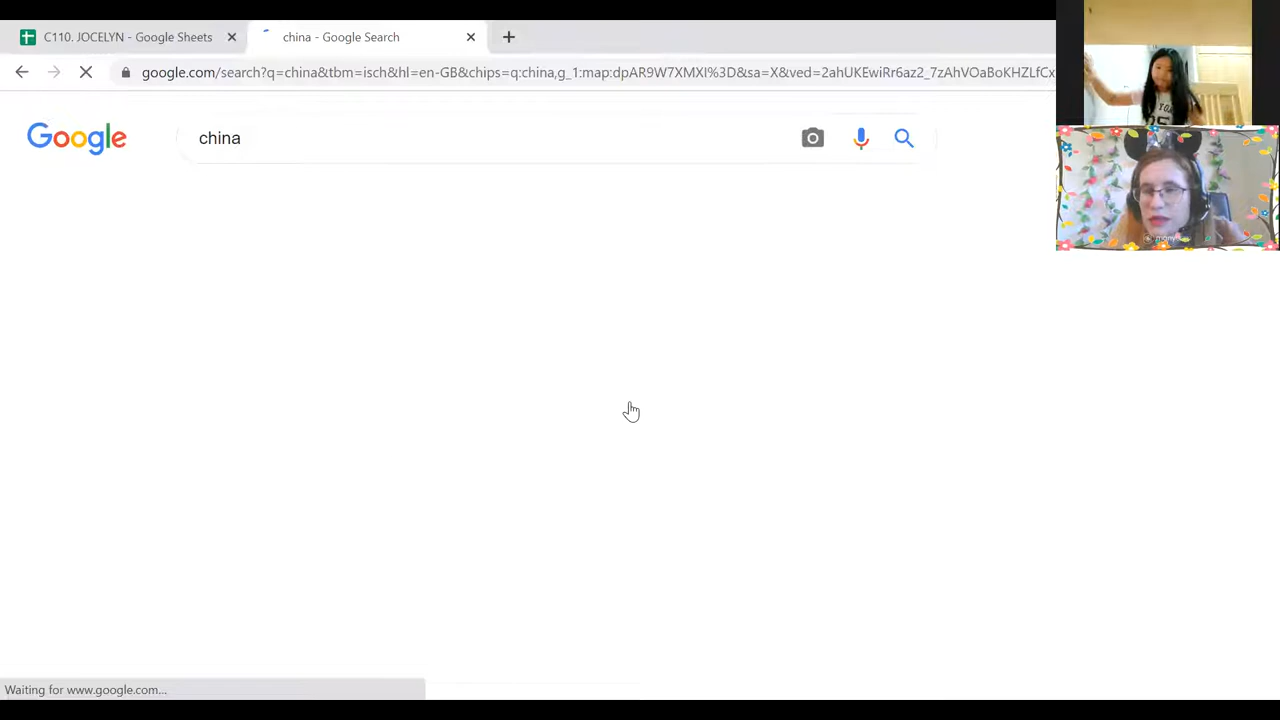 C110. JOCELYN - Google Sheets
china - Google Search
google.com/search?q=china&tbm=isch&hl=en-GB&chips=q:china,g_1:map:dpAR9W7XMXI%3D&sa=X&ved=2ahUKEwiRr6az2_7zAhVOaBoKHZLfCx
Google
china
Waiting for www.google.com...